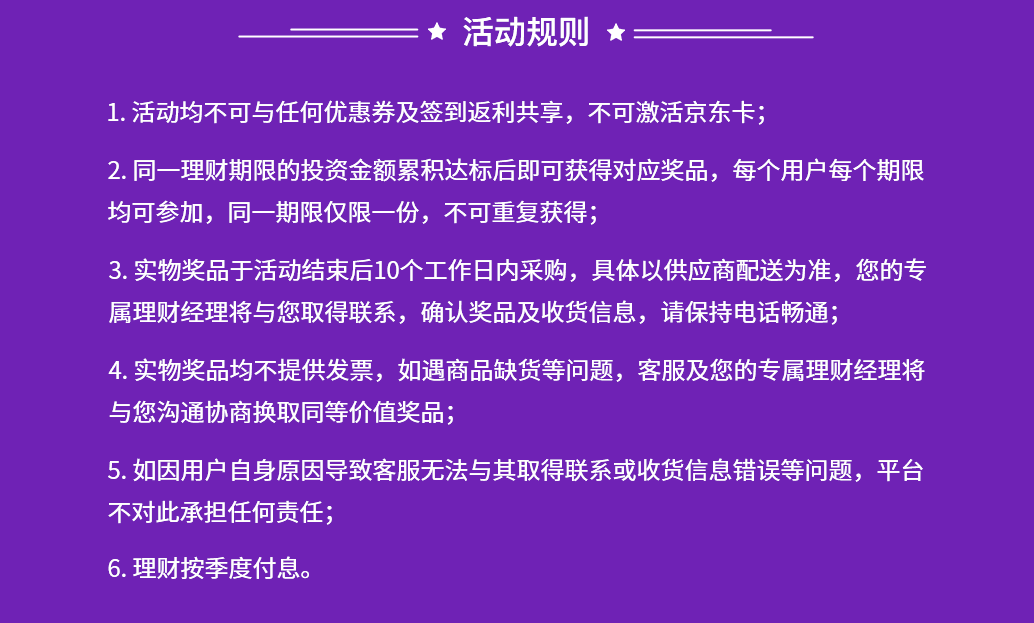 活动规则
1. 活动均不可与任何优惠券及签到返利共享，不可激活京东卡；
2. 同一理财期限的投资金额累积达标后即可获得对应奖品，每个用户每个期限
均可参加，同一期限仅限一份，不可重复获得；
3. 实物奖品于活动结束后10个工作日内采购，具体以供应商配送为准，您的专
属理财经理将与您取得联系，确认奖品及收货信息，请保持电话畅通；
4. 实物奖品均不提供发票，如遇商品缺货等问题，客服及您的专属理财经理将
与您沟通协商换取同等价值奖品；
5. 如因用户自身原因导致客服无法与其取得联系或收货信息错误等问题，平台
不对此承担任何责任；
6. 理财按季度付息。